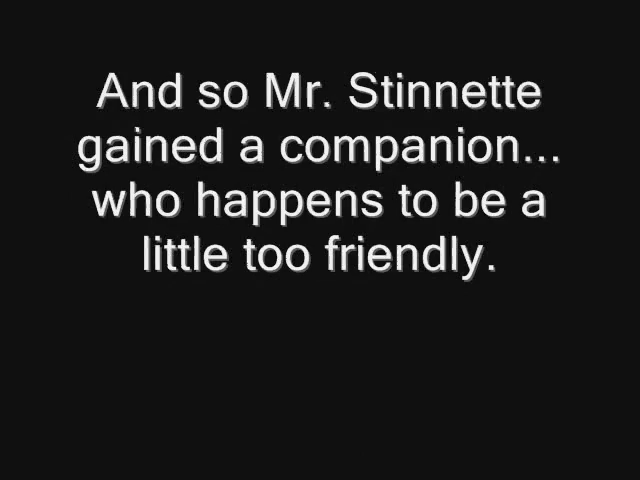 And so Mr. Stinnette
gained a companion...
who happens to be a
little too friendly.